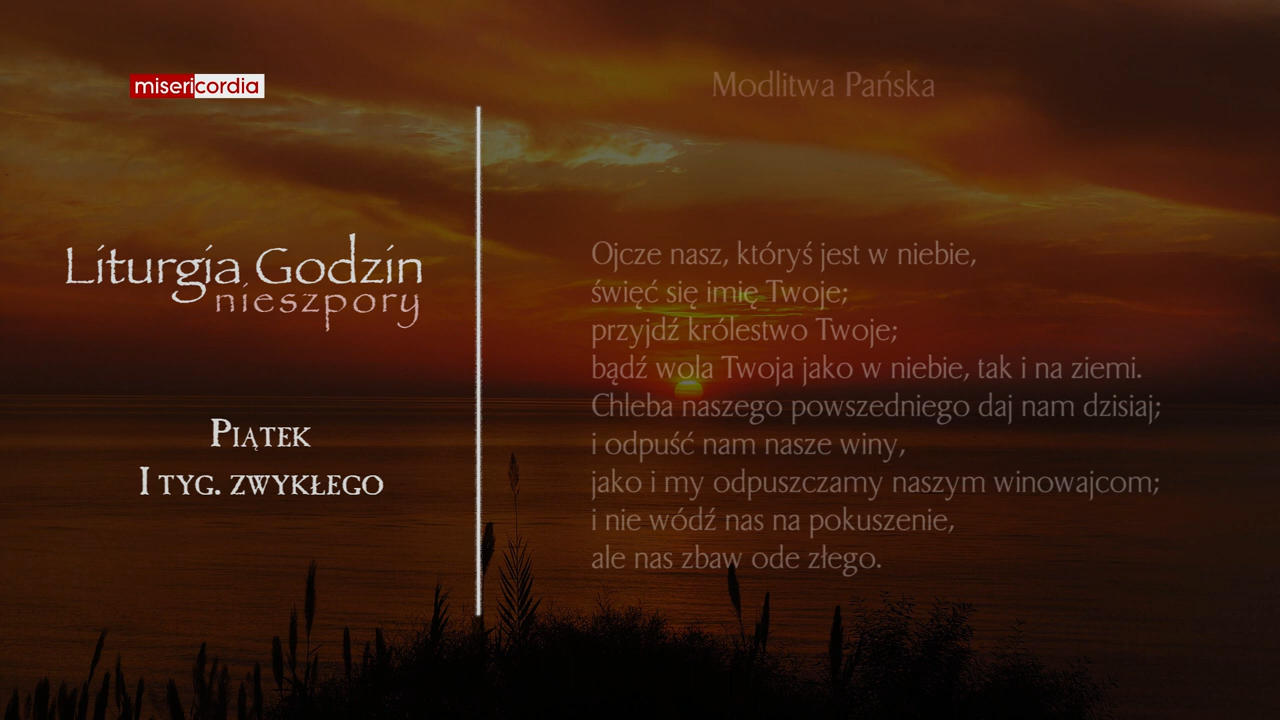 misericordia
Liturgia Godzin
nieszpory
Piątek
I tyg. zwykłego
Modlitwa Pańska
Ojcze nasz, któryś jest w niebie,
święć się imię Twoje;
przyjdź królestwo Twoje;
bądź wola Twoja jako w niebie, tak i na ziemi.
Chleba naszego powszedniego daj nam dzisiaj;
i odpuść nam nasze winy,
jako i my odpuszczamy naszym winowajcom;
i nie wódź nas na pokuszenie,
ale nas zbaw ode złego.